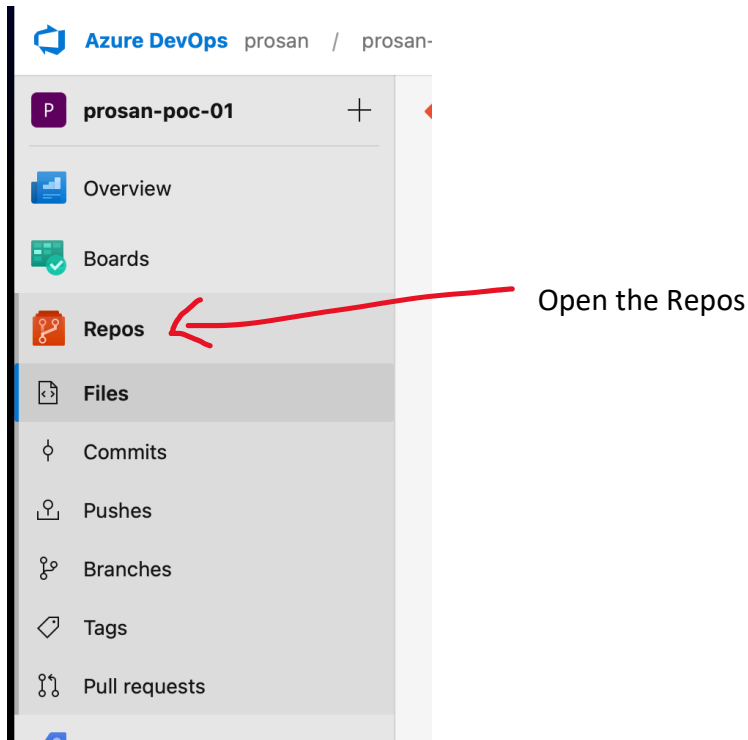 Azure DevOps prosan / prosan-
P prosan-poc-01 +
Overview
Boards
Repos
Open the Repos
Files
Commits
Pushes
Branches
Tags
Pull requests